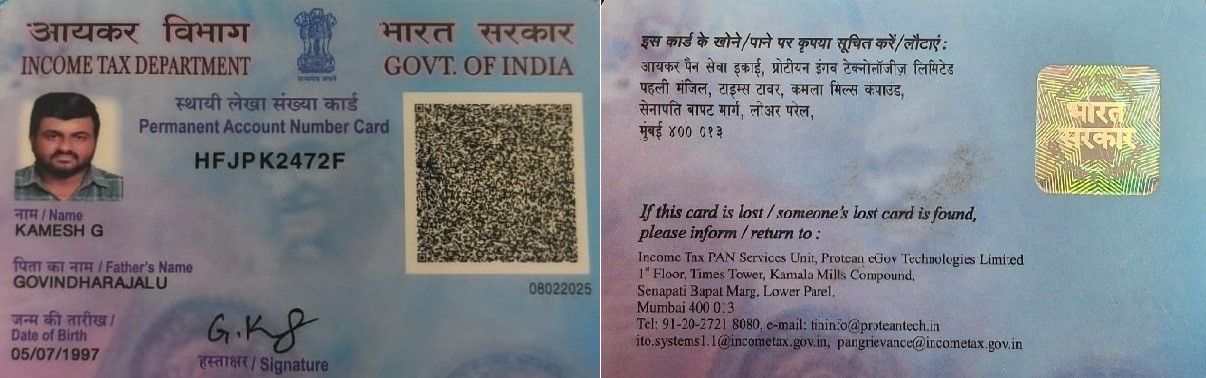 आयकर विभाग
INCOME TAX DEPARTMENT
भारत सरकार
GOVT. OF INDIA
स्थायी लेखा संख्या कार्ड
Permanent Account Number Card
HFJPK2472F
नाम / Name
KAMESH G
पिता का नाम / Father's Name
GOVINDHARAJALU
08022025
जन्म की तारीख /
Date of Birth
05/07/1997
G.K
हस्ताक्षर / Signature
इस कार्ड के खोने/पाने पर कृपया सूचित करें/लौटाएं :
आयकर पैन सेवा इकाई, प्रोटीयन ईगव टेक्नोलॉजीज़ लिमिटेड
पहली मंजिल, टाइम्स टावर, कमला मिल्स कंपाउंड,
सेनापति बापट मार्ग, लोअर परेल,
मुंबई ४०० ०१३
भारत
सरकार
If this card is lost / someone's lost card is found,
please inform / return to :
Income Tax PAN Services Unit, Protean eGov Technologies Limited
1st Floor, Times Tower, Kamala Mills Compound,
Senapati Bapat Marg, Lower Parel,
Mumbai 400 013
Tel: 91-20-2721 8080, e-mail: tininfo@proteantech.in
ito.systems1.1@incometax.gov.in, pangrievance@incometax.gov.in